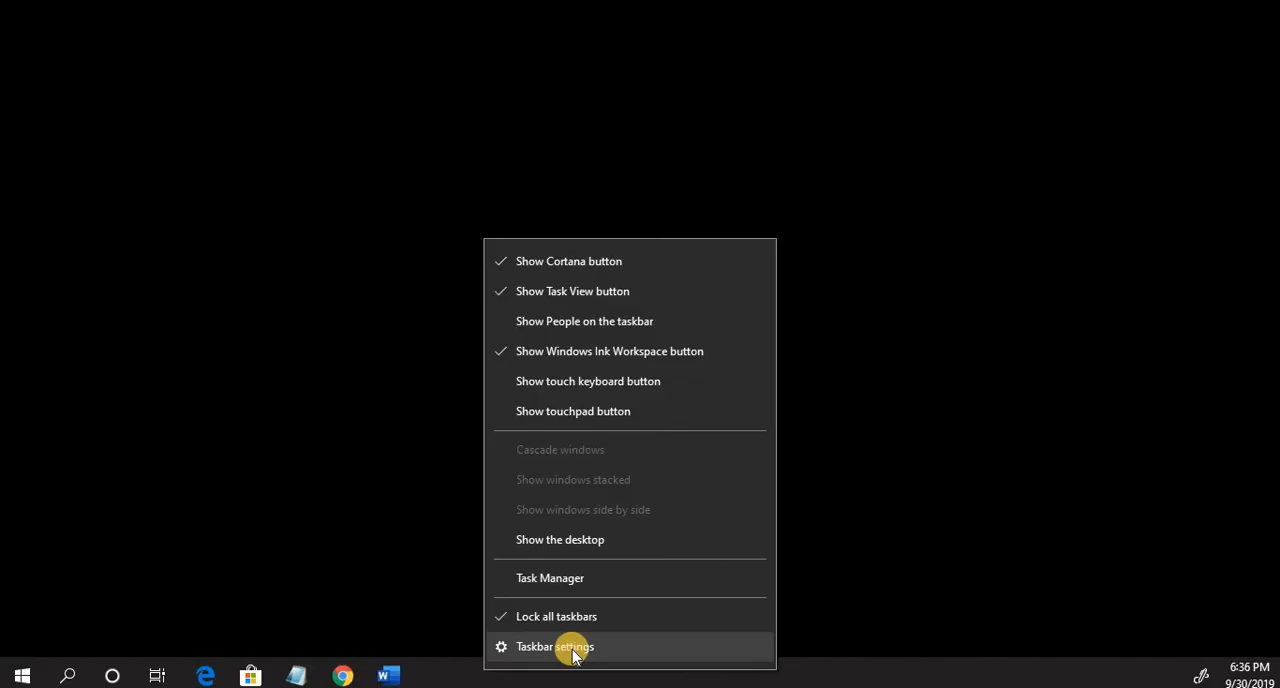 Show Cortana button
Show Task View button
Show People on the taskbar
Show Windows Ink Workspace button
Show touch keyboard button
Show touchpad button
Cascade windows
Show windows stacked
Show windows side by side
Show the desktop
Task Manager
Lock all taskbars
Taskbar settings
6:36 PM
9/30/2019